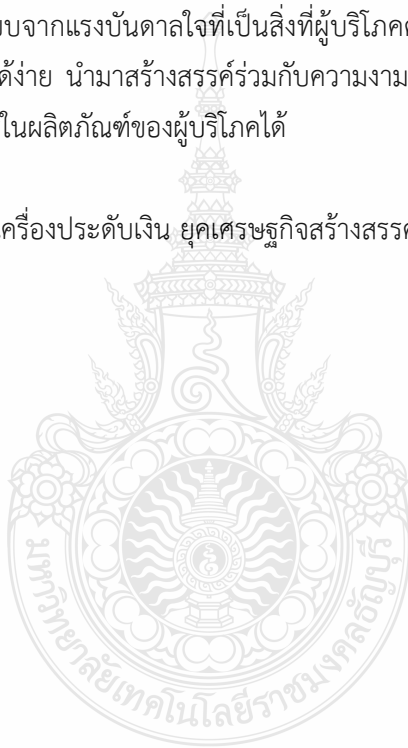 บบจากแรงบันดาลใจที่เป็นสิ่งที่ผู้บริโภค
ด้ง่าย นำมาสร้างสรรค์ร่วมกับความงาม
ในผลิตภัณฑ์ของผู้บริโภคได้
ครื่องประดับเงิน ยุคเศรษฐกิจสร้างสรรค์
มหาวิทยาลัยเทคโนโลยีราชมงคลธัญบุรี